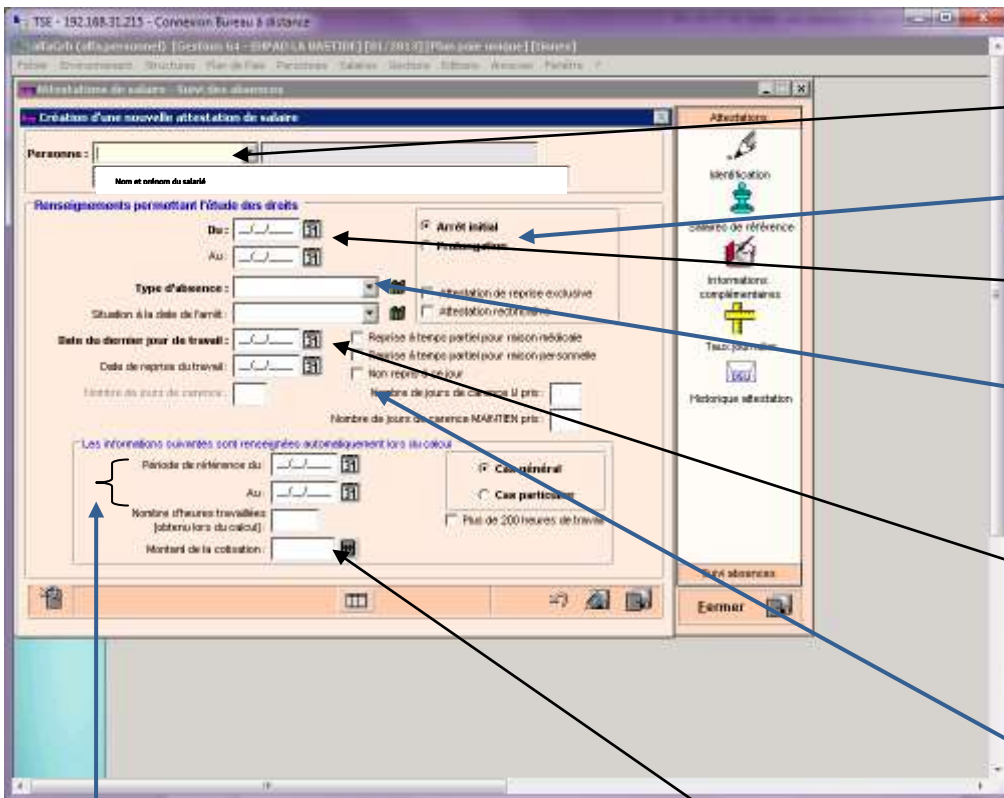 TSE - 192.168.31.215 - Connexion Bureau à distance
Attestations de salaire - Suivi des absences
Création d'une nouvelle attestation de salaire
Personne :
Nom et prénom du salarié
Renseignements permettant l'étude des droits
Du :
Arrêt initial
Au :
Prolongation
Type d'absence :
Attestation de reprise exclusive
Situation à la date de l'arrêt :
Attestation rectificative
Date du dernier jour de travail :
Reprise à temps partiel pour raison médicale
Reprise à temps partiel pour raison personnelle
Date de reprise du travail :
Non repris à ce jour
Nombre de jours de carence :
Nombre de jours de carence IJ pris :
Nombre de jours de carence MAINTIEN pris :
Les informations suivantes sont renseignées automatiquement lors du calcul
Période de référence du :
Cas général
Au :
Cas particulier
Nombre d'heures travaillées
(obtenu lors du calcul) :
Plus de 200 heures de travail
Montant de la cotisation :
Attestations
Identification
Salaires de référence
Informations
complémentaires
Taux journalier
Historique attestation
Suivi absences
Fermer